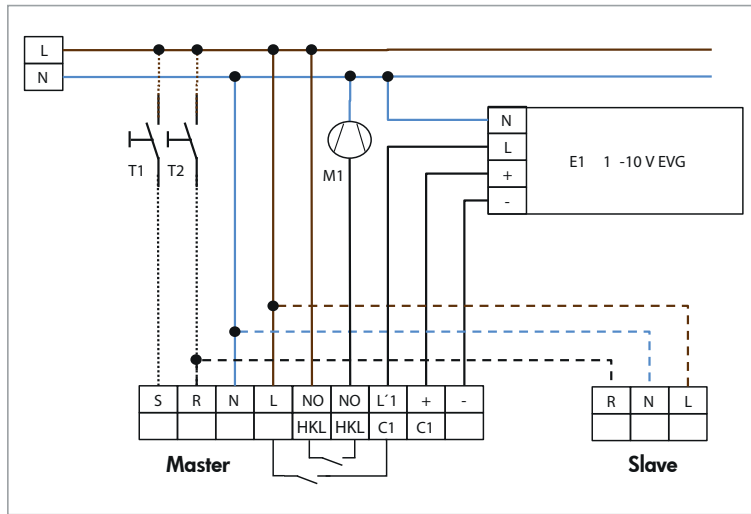 L
N
T1
T2
M1
N
L
+
-
E1 1 -10 V EVG
S R N L NO NO L´1 + -
HKL HKL C1 C1
R N L
Master
Slave